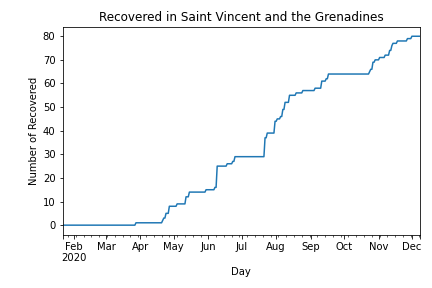 Recovered in Saint Vincent and the Grenadines
80
70
60
50
40
30
20
10
0
Number of Recovered
Feb Mar Apr May Jun Jul Aug Sep Oct Nov Dec
2020
Day